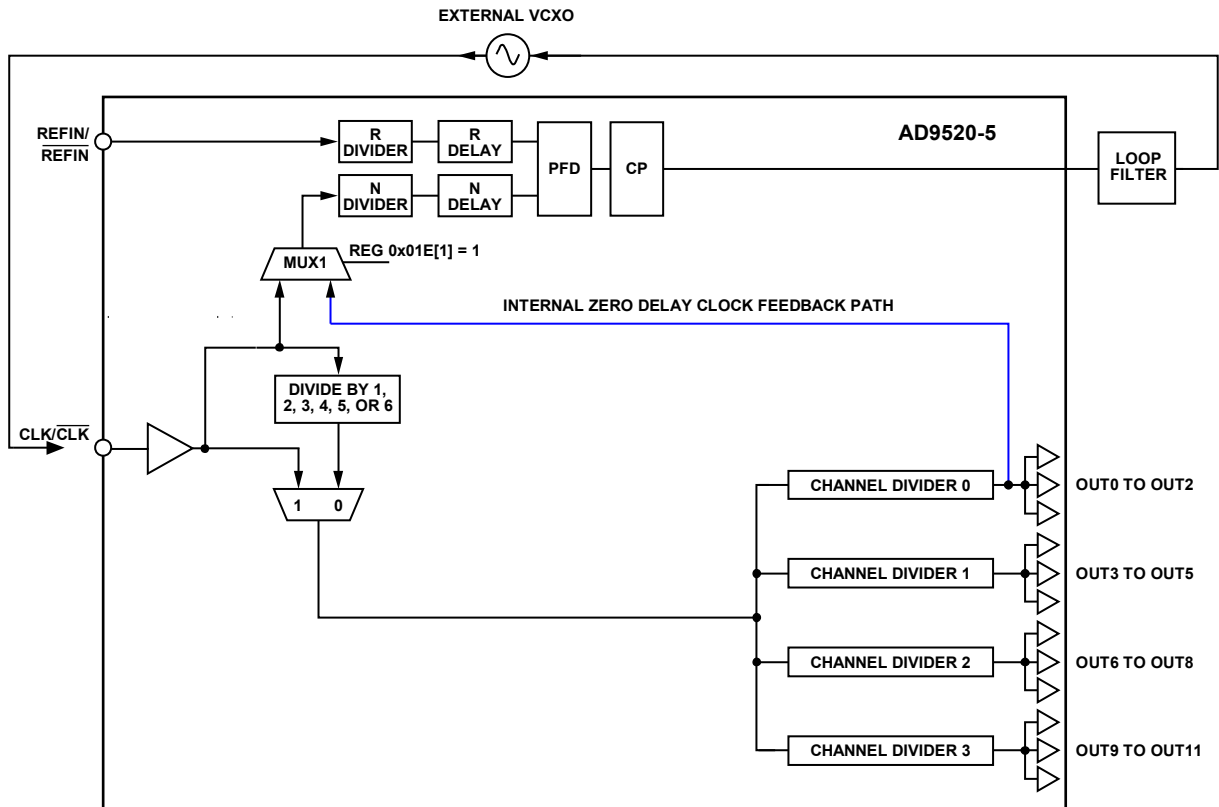 EXTERNAL VCXO
REFIN/
REFIN
R
DIVIDER
R
DELAY
PFD
CP
AD9520-5
LOOP
FILTER
N
DIVIDER
N
DELAY
MUX1
REG 0x01E[1] = 1
INTERNAL ZERO DELAY CLOCK FEEDBACK PATH
DIVIDE BY 1,
2, 3, 4, 5, OR 6
CLK/CLK
1 0
CHANNEL DIVIDER 0
OUT0 TO OUT2
CHANNEL DIVIDER 1
OUT3 TO OUT5
CHANNEL DIVIDER 2
OUT6 TO OUT8
CHANNEL DIVIDER 3
OUT9 TO OUT11